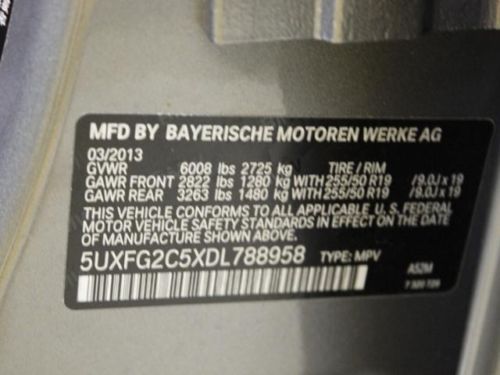 MFD BY BAYERISCHE MOTOREN WERKE AG
03/2013
GVWR 6008 lbs 2725 kg TIRE / RIM
GAWR FRONT 2822 lbs 1280 kg WITH 255/50 R19 /9.0J x 19
GAWR REAR 3263 lbs 1480 kg WITH 255/50 R19 /9.0J x 19
THIS VEHICLE CONFORMS TO ALL APPLICABLE U. S. FEDERAL
MOTOR VEHICLE SAFETY STANDARDS IN EFFECT ON THE DATE OF
MANUFACTURE SHOWN ABOVE.
5UXFG2C5XDL788958 TYPE: MPV
A52M